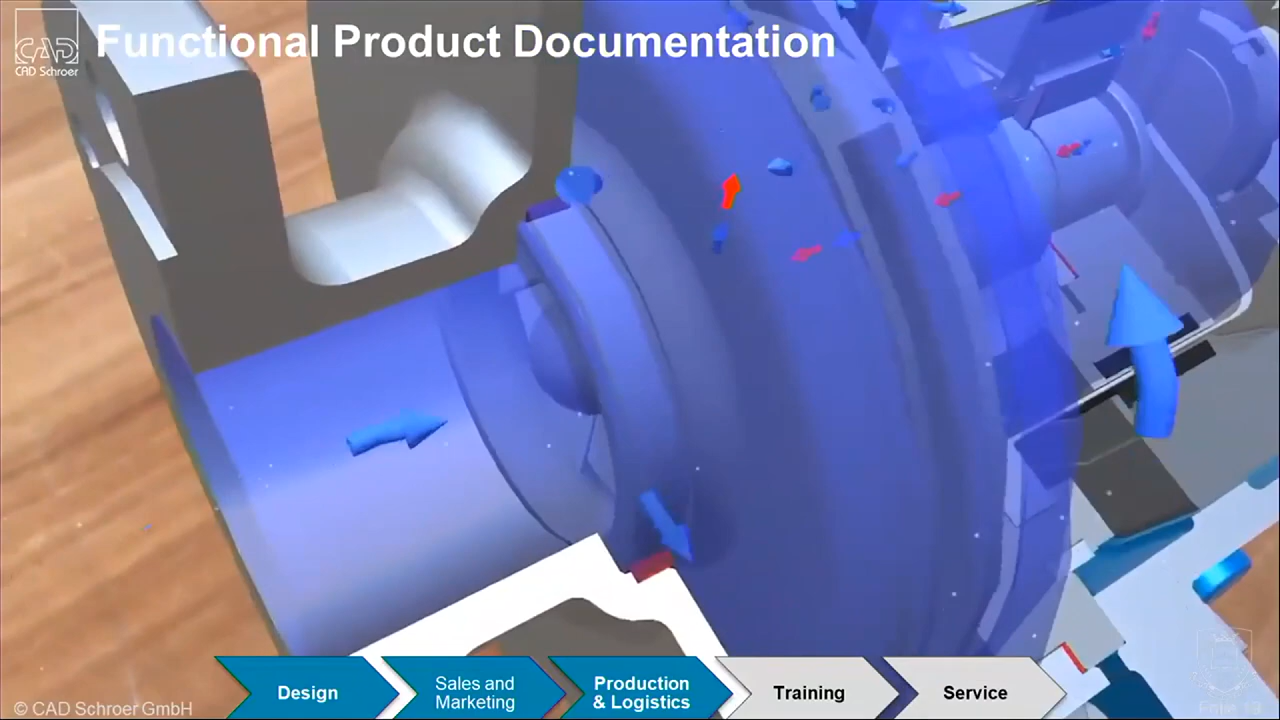 CAD
CAD Schroer
Functional Product Documentation
Design
Sales and
Marketing
Production
& Logistics
Training
Service
© CAD Schroer GmbH